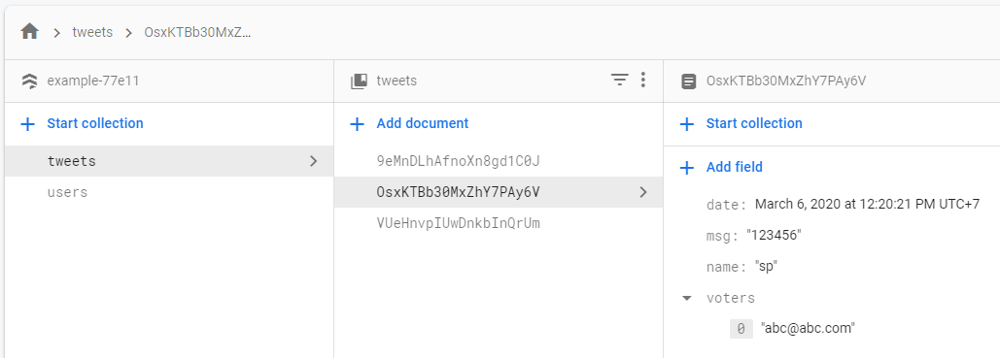 tweets
OsxKTBb30MxZ...
example-77e11
Start collection
tweets
users
tweets
Add document
9eMnDLhAfnoXn8gd1C0J
OsxKTBb30MxZhY7PAy6V
VUeHnvpIUwDnkbInQrUm
OsxKTBb30MxZhY7PAy6V
Start collection
Add field
date: March 6, 2020 at 12:20:21 PM UTC+7
msg: "123456"
name: "sp"
voters
0 "abc@abc.com"